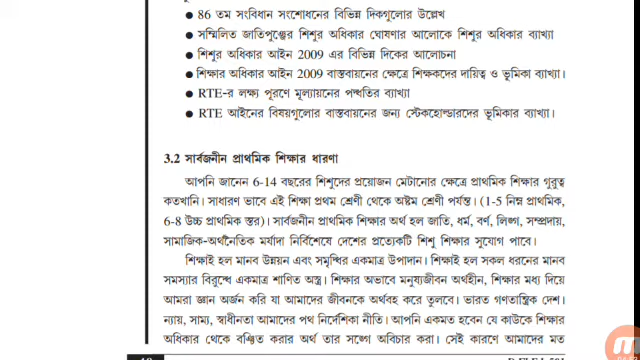 • 86 তম সংবিধান সংশোধনের বিভিন্ন দিকগুলোর উল্লেখ
• সম্মিলিত জাতিপুঞ্জের শিশুর অধিকার ঘোষণার আলোকে শিশুর অধিকার ব্যাখ্যা
• শিশুর অধিকার আইন 2009 এর বিভিন্ন দিকের আলোচনা
• শিক্ষার অধিকার আইন 2009 বাস্তবায়নের ক্ষেত্রে শিক্ষকদের দায়িত্ব ও ভূমিকা ব্যাখ্যা।
• RTE-র লক্ষ্য পূরণে মূল্যায়নের পদ্ধতির ব্যাখ্যা
• RTE আইনের বিষয়গুলোর বাস্তবায়নের জন্য স্টেকহোল্ডারদের ভূমিকার ব্যাখ্যা।
3.2 সার্বজনীন প্রাথমিক শিক্ষার ধারণা
আপনি জানেন 6-14 বছরের শিশুদের প্রয়োজন মেটানোর ক্ষেত্রে প্রাথমিক শিক্ষার গুরুত্ব
কতখানি। সাধারণ ভাবে এই শিক্ষা প্রথম শ্রেণী থেকে অষ্টম শ্রেণী পর্যন্ত। (1-5 নিম্ন প্রাথমিক,
6-8 উচ্চ প্রাথমিক স্তর)। সার্বজনীন প্রাথমিক শিক্ষার অর্থ হল জাতি, ধর্ম, বর্ণ, লিঙ্গ, সম্প্রদায়,
সামাজিক-অর্থনৈতিক মর্যাদা নির্বিশেষে দেশের প্রত্যেকটি শিশু শিক্ষার সুযোগ পাবে।
শিক্ষাই হল মানব উন্নয়ন এবং সমৃদ্ধির একমাত্র উপাদান। শিক্ষাই হল সকল ধরনের মানব
সমস্যার বিরুদ্ধে একমাত্র শাণিত অস্ত্র। শিক্ষার অভাবে মনুষ্যজীবন অর্থহীন, শিক্ষার মধ্য দিয়ে
আমরা জ্ঞান অর্জন করি যা আমাদের জীবনকে অর্থবহ করে তুলবে। ভারত গণতান্ত্রিক দেশ।
ন্যায়, সাম্য, স্বাধীনতা আমাদের পথ নির্দেশিকা নীতি। আপনি একমত হবেন যে কাউকে শিক্ষার
অধিকার থেকে বঞ্চিত করার অর্থ তার সঙ্গে অবিচার করা। সেই কারণে আমাদের মত